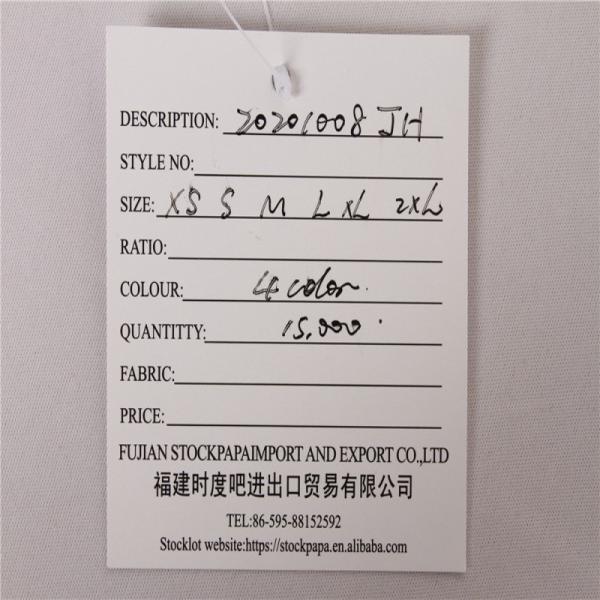 DESCRIPTION: 20201008 JH
STYLE NO:
SIZE: XS S M L XL 2XL
RATIO:
COLOUR: 4 color.
QUANTITTY: 15,000.
FABRIC:
PRICE:
FUJIAN STOCKPAPAIMPORT AND EXPORT CO.,LTD
福建时度吧进出口贸易有限公司
TEL:86-595-88152592
Stocklot website:https://stockpapa.en.alibaba.com